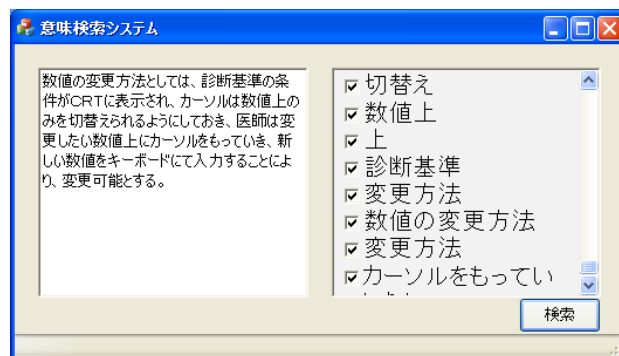 意味検索システム
数値の変更方法としては、診断基準の条
件がCRTに表示され、カーソルは数値上の
みを切替えられるようにしておき、医師は変
更したい数値上にカーソルをもっていき、新
しい数値をキーボードにて入力することによ
り、変更可能とする。
切替え
数値上
上
診断基準
変更方法
数値の変更方法
変更方法
カーソルをもってい
検索